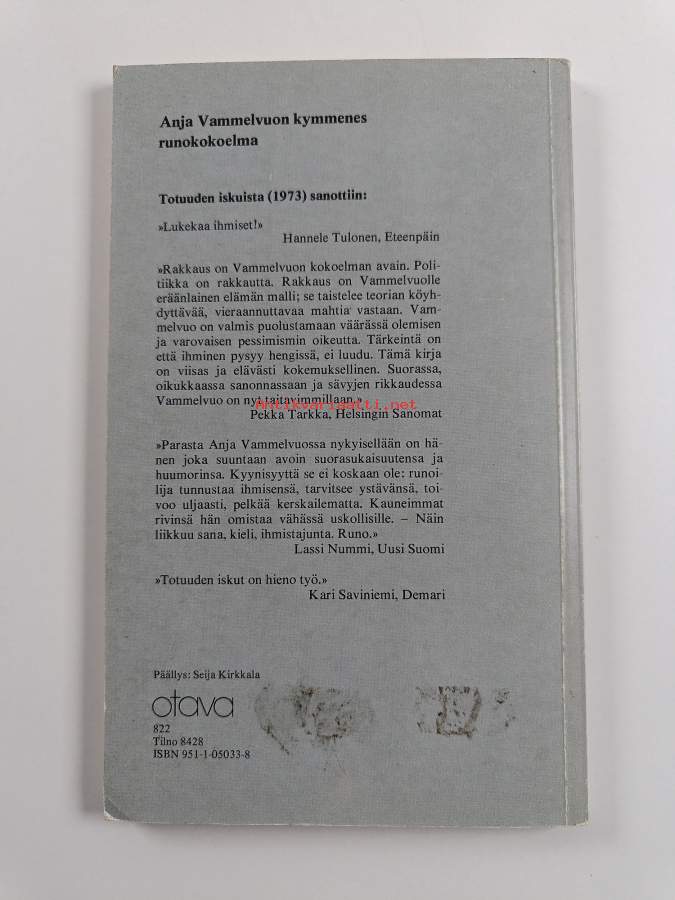 Anja Vammelvuon kymmenes
runokokoelma
Totuuden iskuista (1973) sanottiin:
»Lukekaa ihmiset!»
Hannele Tulonen, Eteenpäin
»Rakkaus on Vammelvuon kokoelman avain. Poli-
tiikka on rakkautta. Rakkaus on Vammelvuolle
eräänlainen elämän malli; se taistelee teorian köyh-
dyttävää, vieraannuttavaa mahtia vastaan. Vam-
melvuo on valmis puolustamaan väärässä olemisen
ja varovaisen pessimismin oikeutta. Tärkeintä on
että ihminen pysyy hengissä, ei luudu. Tämä kirja
on viisas ja elävästi kokemuksellinen. Suorassa,
oikukkaassa sanonnassaan ja sävyjen rikkaudessa
Vammelvuo on nyt taitavimmillaan.»
Antikvariaatti.net
Pekka Tarkka, Helsingin Sanomat
»Parasta Anja Vammelvuossa nykyisellään on hä-
nen joka suuntaan avoin suorasukaisuutensa ja
huumorinsa. Kyynisyyttä se ei koskaan ole: runoi-
lija tunnustaa ihmisensä, tarvitsee ystävänsä, toi-
voo uljaasti, pelkää kerskailematta. Kauneimmat
rivinsä hän omistaa vähässä uskollisille. – Näin
liikkuu sana, kieli, ihmistajunta. Runo.»
Lassi Nummi, Uusi Suomi
»Totuuden iskut on hieno työ.»
Kari Saviniemi, Demari
Päällys: Seija Kirkkala
otava
822
Tilno 8428
ISBN 951-1-05033-8